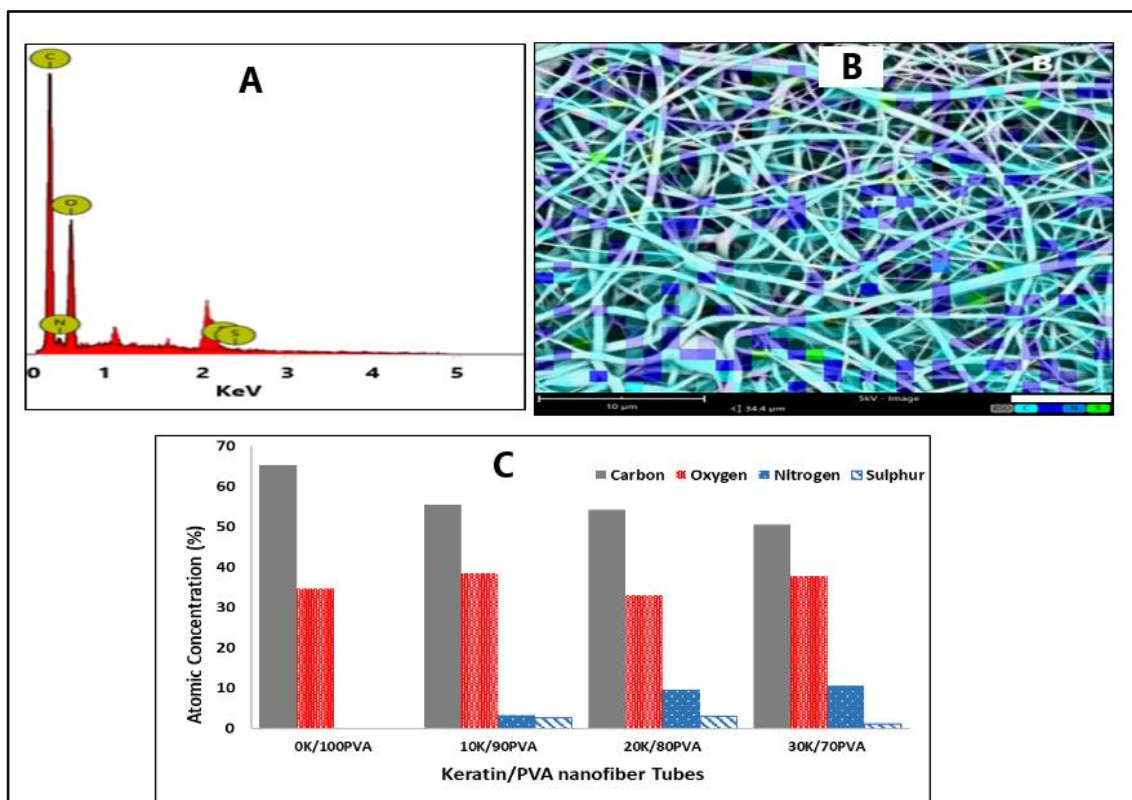 A
C
O
N
C
S
0 1 2 3 4 5
KeV
B
B
10 µm
34.4 µm
5kV - Image
BSD C N S
C
Carbon Oxygen Nitrogen Sulphur
70
60
50
40
30
20
10
0
Atomic Concentration (%)
0K/100PVA 10K/90PVA 20K/80PVA 30K/70PVA
Keratin/PVA nanofiber Tubes